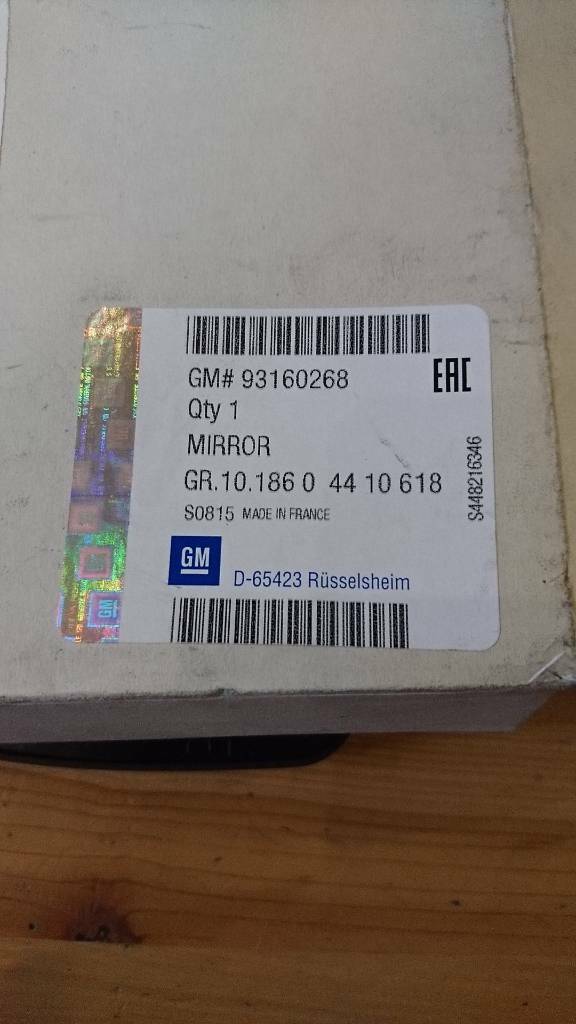 GM# 93160268
EAC
Qty 1
MIRROR
GR.10.186 0 44 10 618
S0815 MADE IN FRANCE
S448216346
GM
D-65423 Rüsselsheim
GM